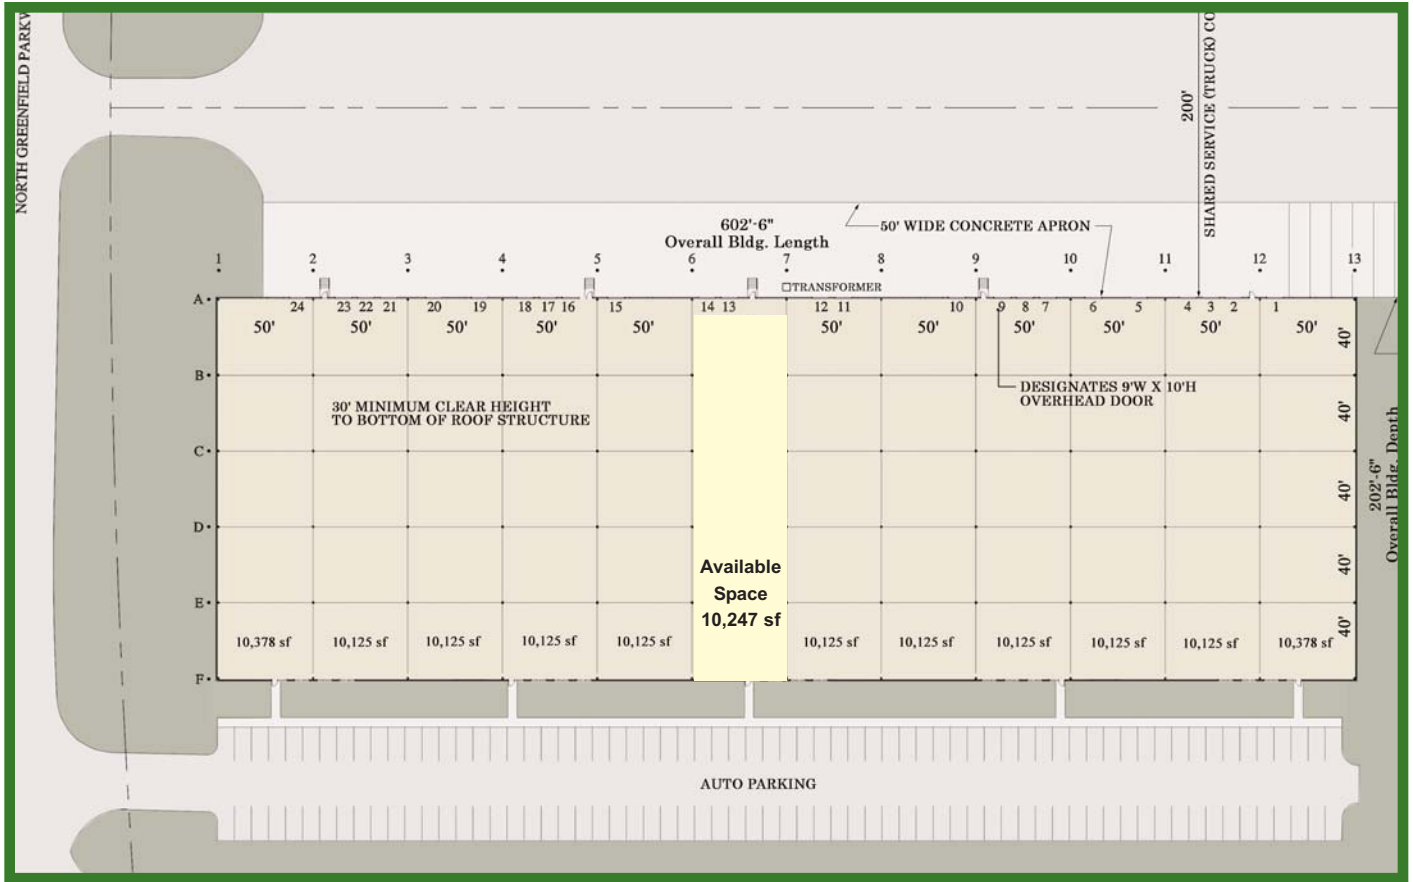 NORTH GREENFIELD PARKW
200'
SHARED SERVICE (TRUCK) CO
602'-6"
Overall Bldg. Length
50' WIDE CONCRETE APRON
1 2 3 4 5 6 7 8 9 10 11 12 13
TRANSFORMER
A
24 23 22 21 20 19 18 17 16 15 14 13 12 11 10 9 8 7 6 5 4 3 2 1
50' 50' 50' 50' 50' 50' 50' 50' 50' 50' 50'
40'
B
DESIGNATES 9'W X 10'H
OVERHEAD DOOR
30' MINIMUM CLEAR HEIGHT
TO BOTTOM OF ROOF STRUCTURE
40'
C
40'
202'-6"
Overall Bldg. Depth
D
40'
Available
Space
10,247 sf
E
40'
10,378 sf 10,125 sf 10,125 sf 10,125 sf 10,125 sf 10,125 sf 10,125 sf 10,125 sf 10,125 sf 10,125 sf 10,378 sf
F
AUTO PARKING